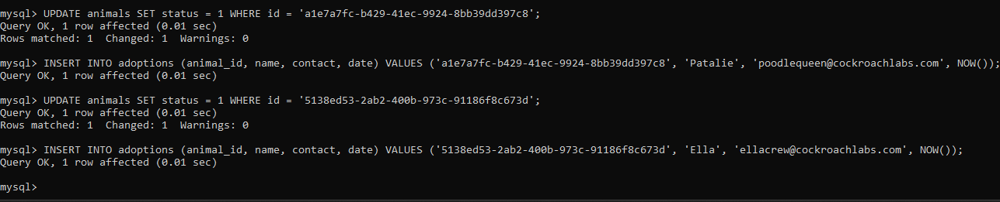 mysql> UPDATE animals SET status = 1 WHERE id = 'a1e7a7fc-b429-41ec-9924-8bb39dd397c8';
Query OK, 1 row affected (0.01 sec)
Rows matched: 1  Changed: 1  Warnings: 0
mysql> INSERT INTO adoptions (animal_id, name, contact, date) VALUES ('a1e7a7fc-b429-41ec-9924-8bb39dd397c8', 'Patalie', 'poodlequeen@cockroachlabs.com', NOW());
Query OK, 1 row affected (0.01 sec)
mysql> UPDATE animals SET status = 1 WHERE id = '5138ed53-2ab2-400b-973c-91186f8c673d';
Query OK, 1 row affected (0.01 sec)
Rows matched: 1  Changed: 1  Warnings: 0
mysql> INSERT INTO adoptions (animal_id, name, contact, date) VALUES ('5138ed53-2ab2-400b-973c-91186f8c673d', 'Ella', 'ellacrew@cockroachlabs.com', NOW());
Query OK, 1 row affected (0.01 sec)
mysql>